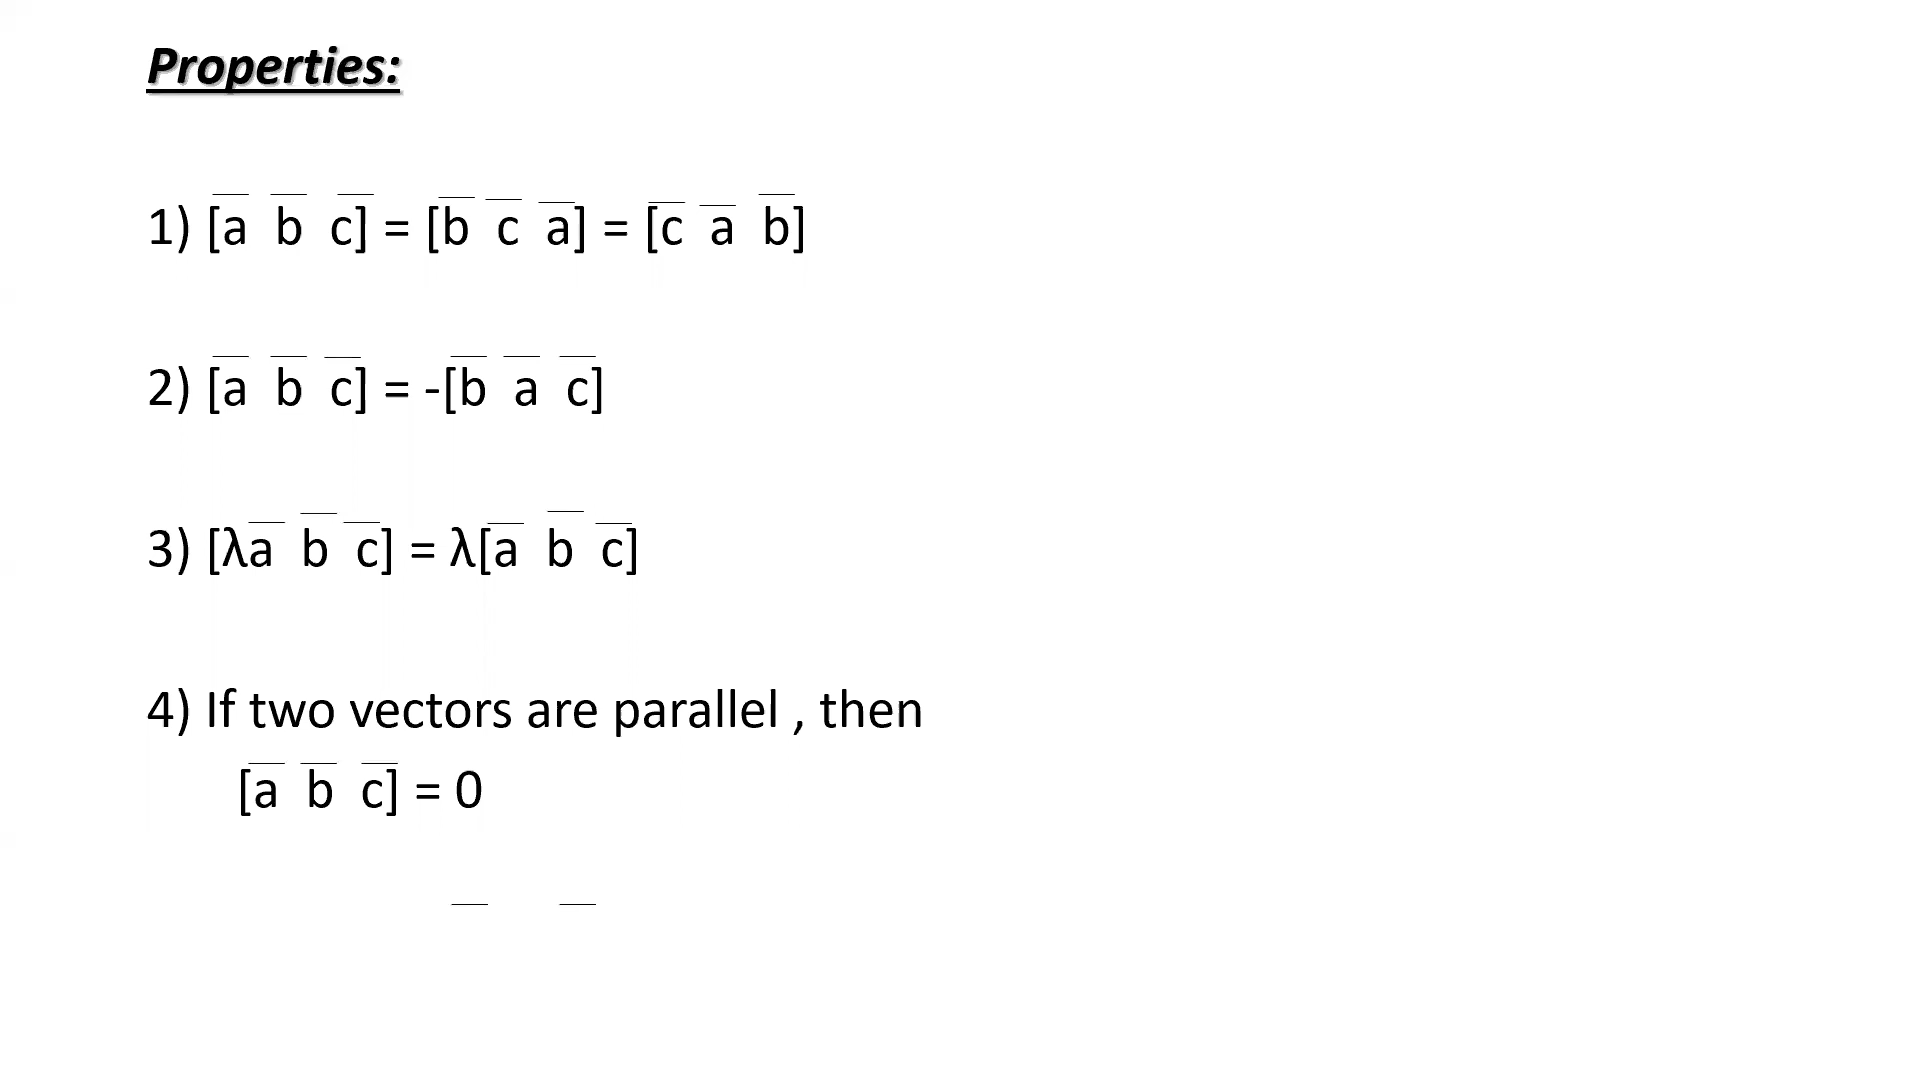 Properties:
1) [a̅ b̅ c̅] = [b̅ c̅ a̅] = [c̅ a̅ b̅]
2) [a̅ b̅ c̅] = -[b̅ a̅ c̅]
3) [λa̅ b̅ c̅] = λ[a̅ b̅ c̅]
4) If two vectors are parallel , then
[a̅ b̅ c̅] = 0